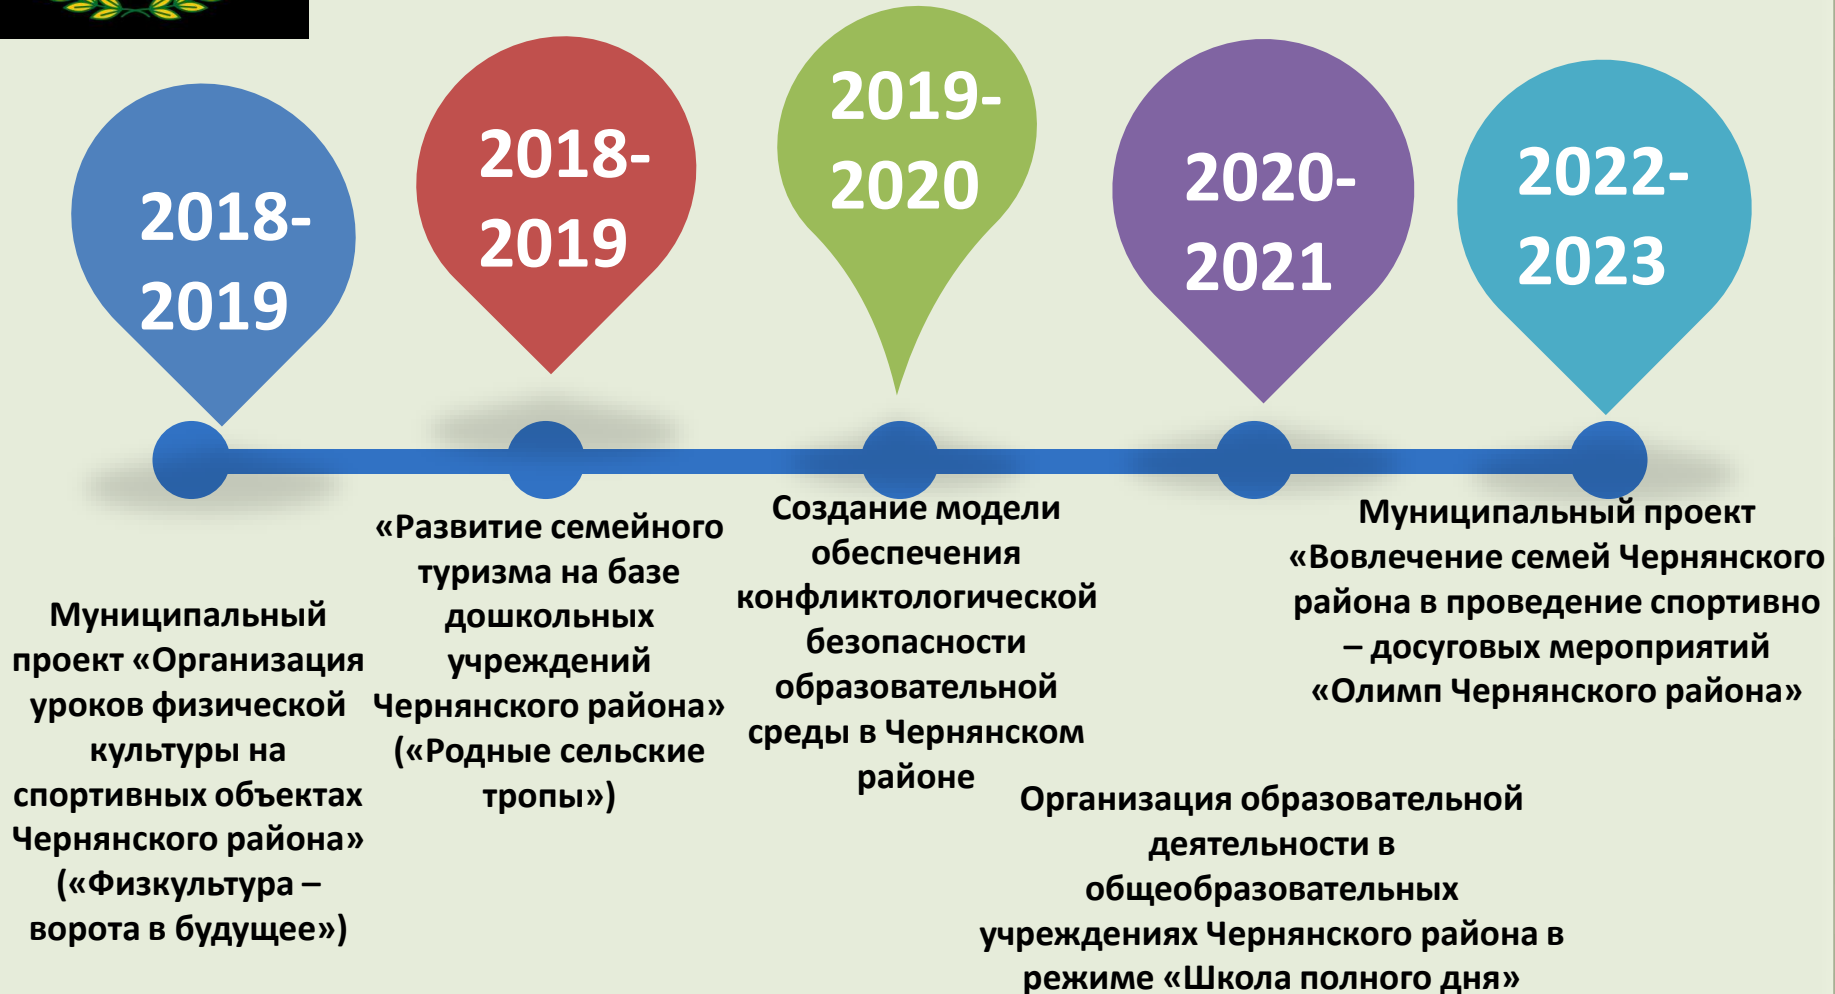 2018-
2019
2018-
2019
2019-
2020
2020-
2021
2022-
2023
Муниципальный
проект «Организация
уроков физической
культуры на
спортивных объектах
Чернянского района»
(«Физкультура –
ворота в будущее»)
«Развитие семейного
туризма на базе
дошкольных
учреждений
Чернянского района»
(«Родные сельские
тропы»)
Создание модели
обеспечения
конфликтологической
безопасности
образовательной
среды в Чернянском
районе
Организация образовательной
деятельности в
общеобразовательных
учреждениях Чернянского района в
режиме «Школа полного дня»
Муниципальный проект
«Вовлечение семей Чернянского
района в проведение спортивно
– досуговых мероприятий
«Олимп Чернянского района»